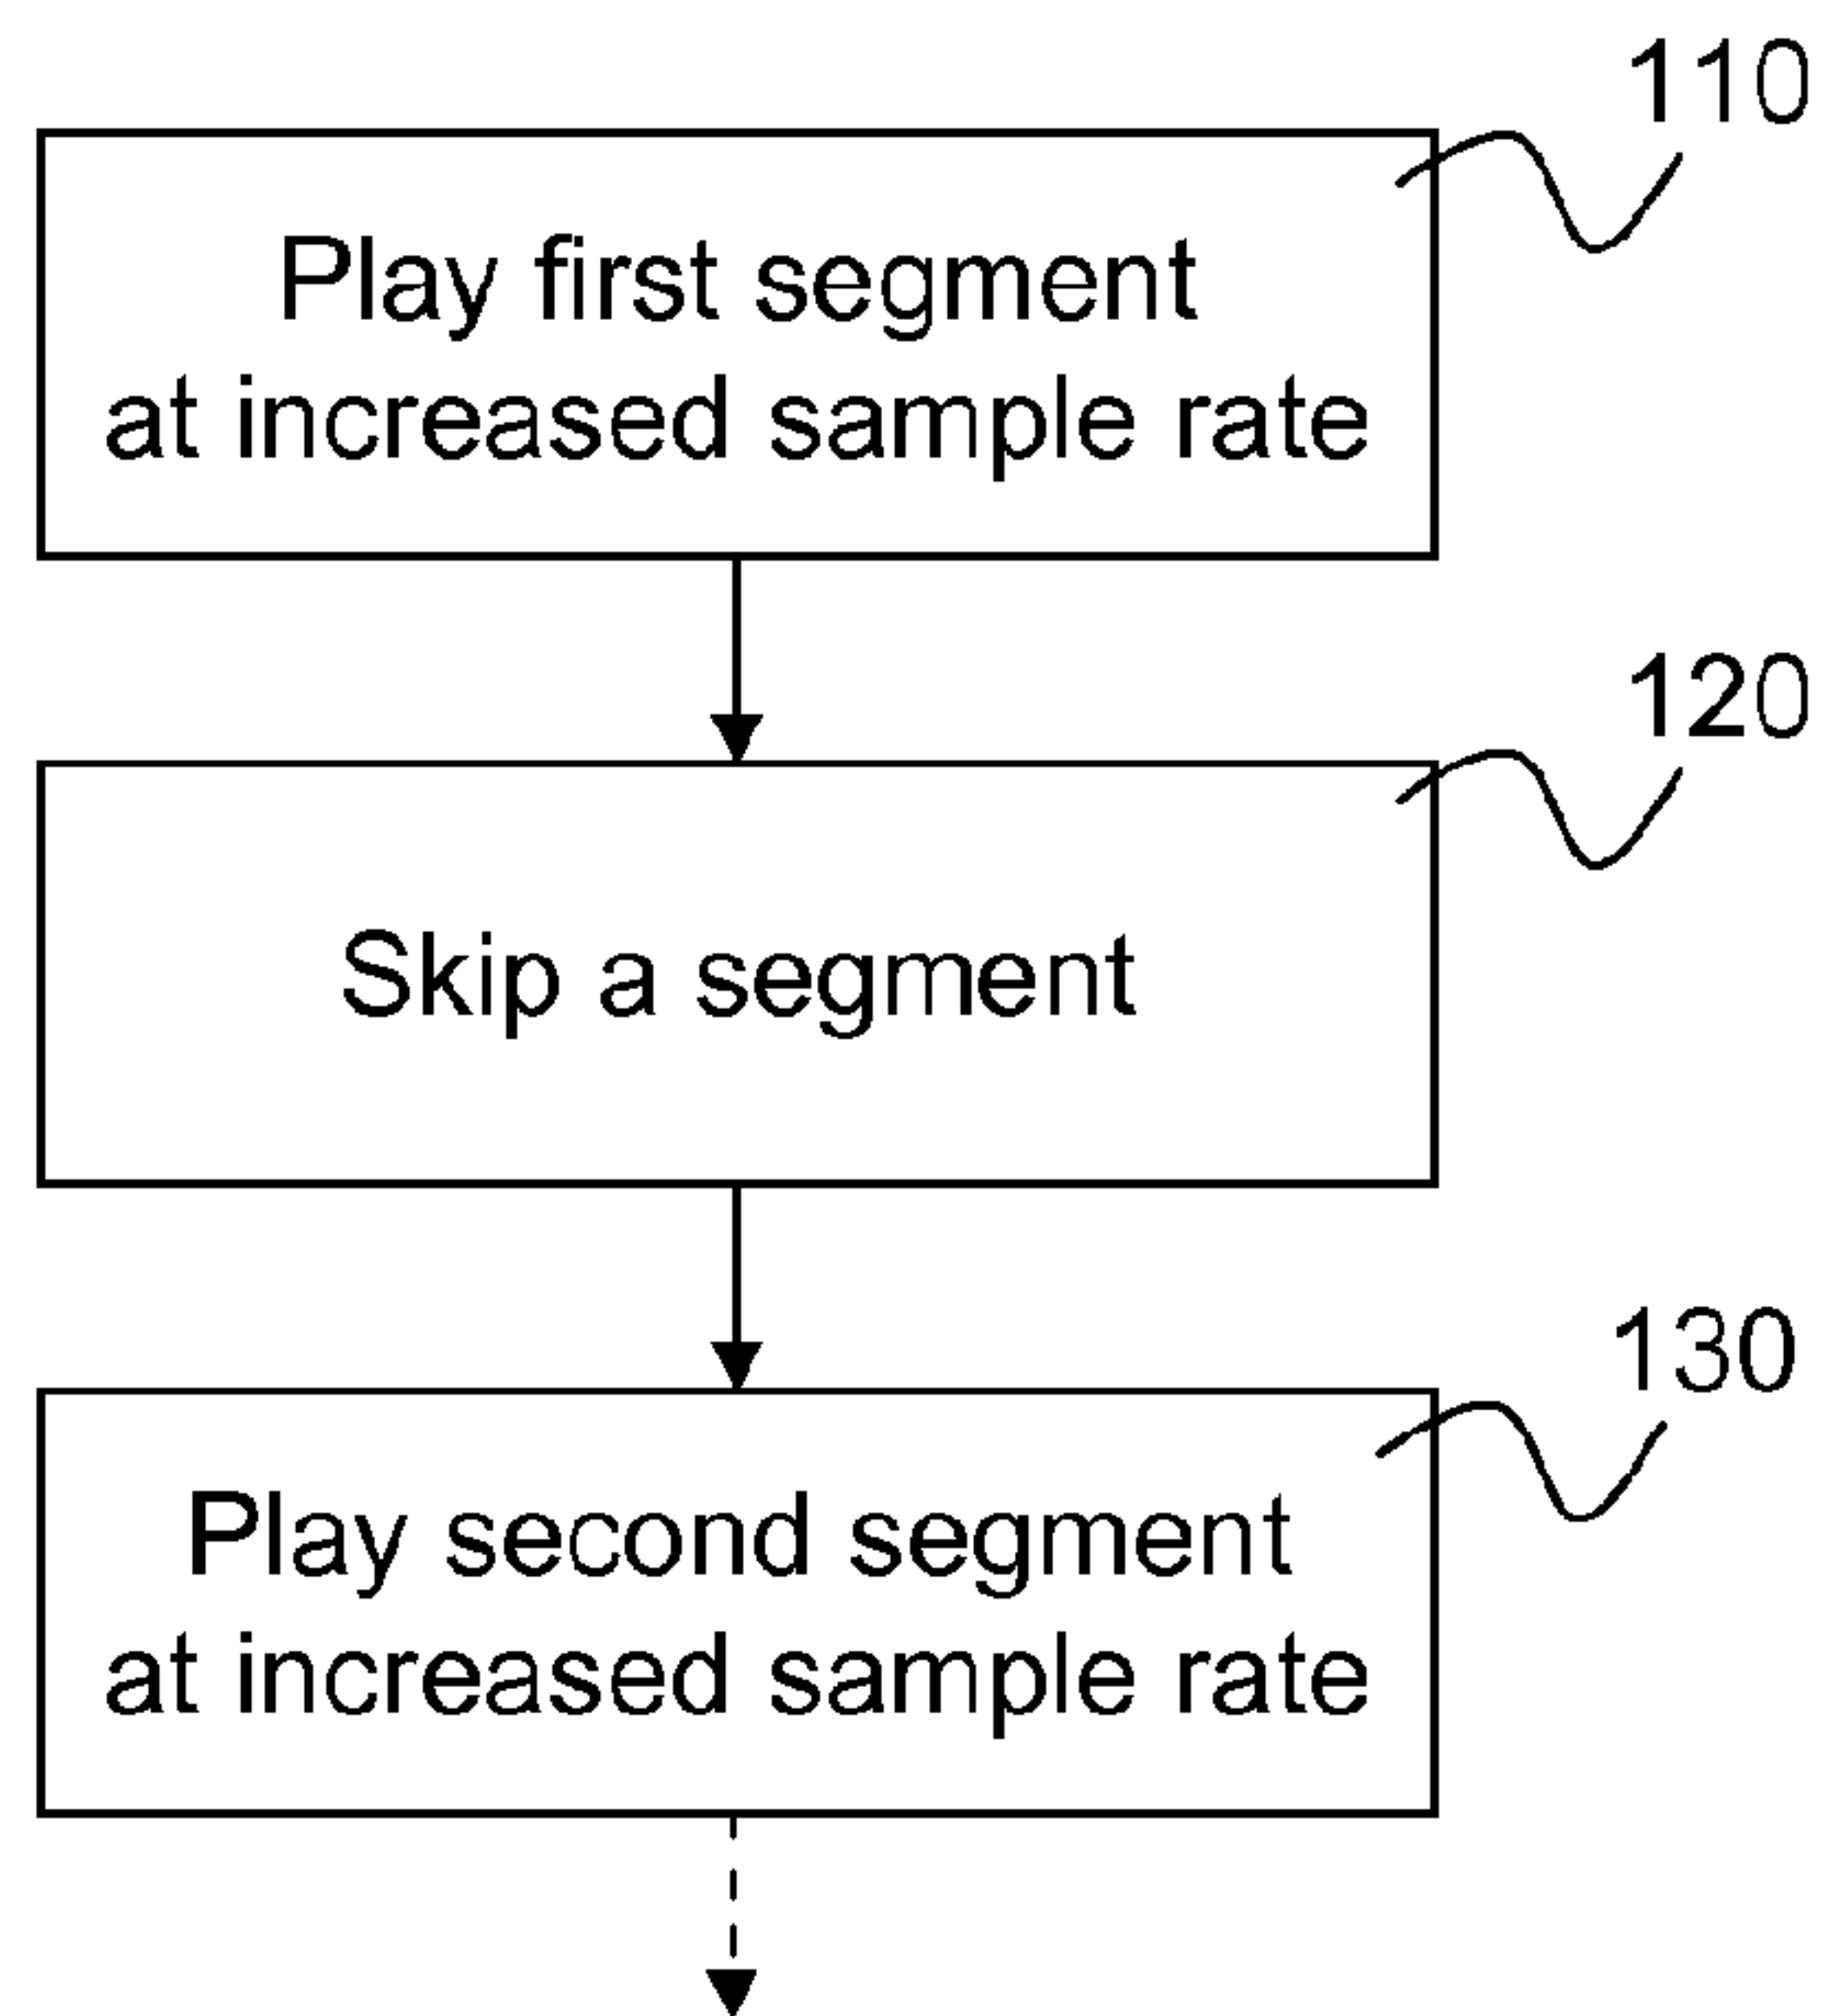 110
Play first segment
at increased sample rate
120
Skip a segment
130
Play second segment
at increased sample rate